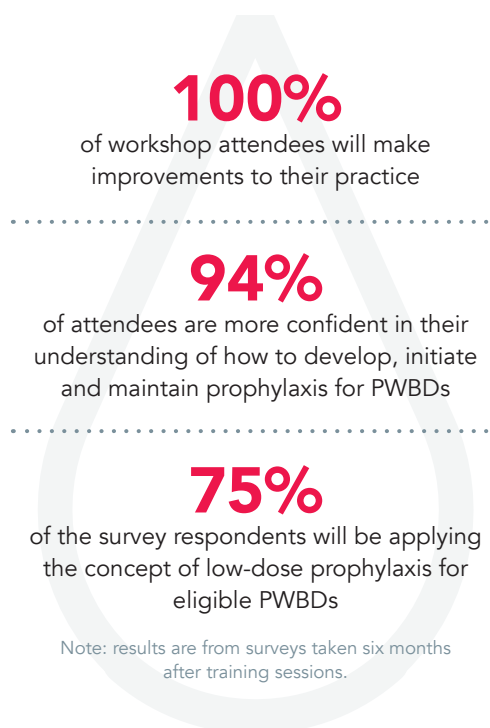 100%
of workshop attendees will make
improvements to their practice
94%
of attendees are more confident in their
understanding of how to develop, initiate
and maintain prophylaxis for PWBDs
75%
of the survey respondents will be applying
the concept of low-dose prophylaxis for
eligible PWBDs
Note: results are from surveys taken six months
after training sessions.